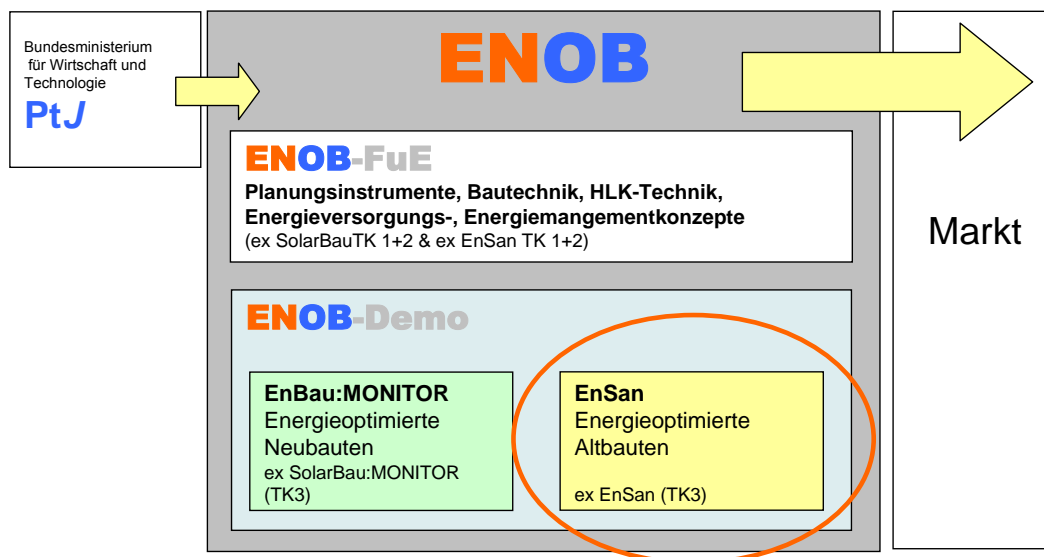 Bundesministerium
für Wirtschaft und
Technologie
PtJ
ENOB
ENOB-FuE
Planungsinstrumente, Bautechnik, HLK-Technik,
Energieversorgungs-, Energiemangementkonzepte
(ex SolarBauTK 1+2 & ex EnSan TK 1+2)
ENOB-Demo
EnBau:MONITOR
Energieoptimierte
Neubauten
ex SolarBau:MONITOR
(TK3)
EnSan
Energieoptimierte
Altbauten
ex EnSan (TK3)
Markt